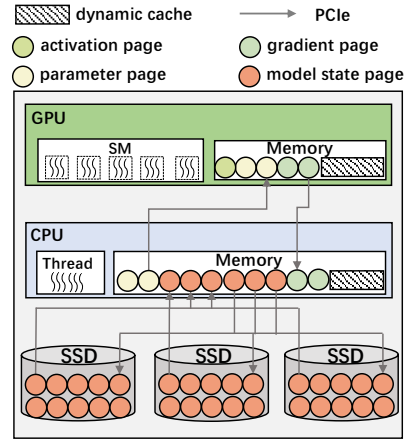 dynamic cache PCIe
activation page gradient page
parameter page model state page
GPU
SM Memory
CPU
Thread Memory
SSD SSD SSD